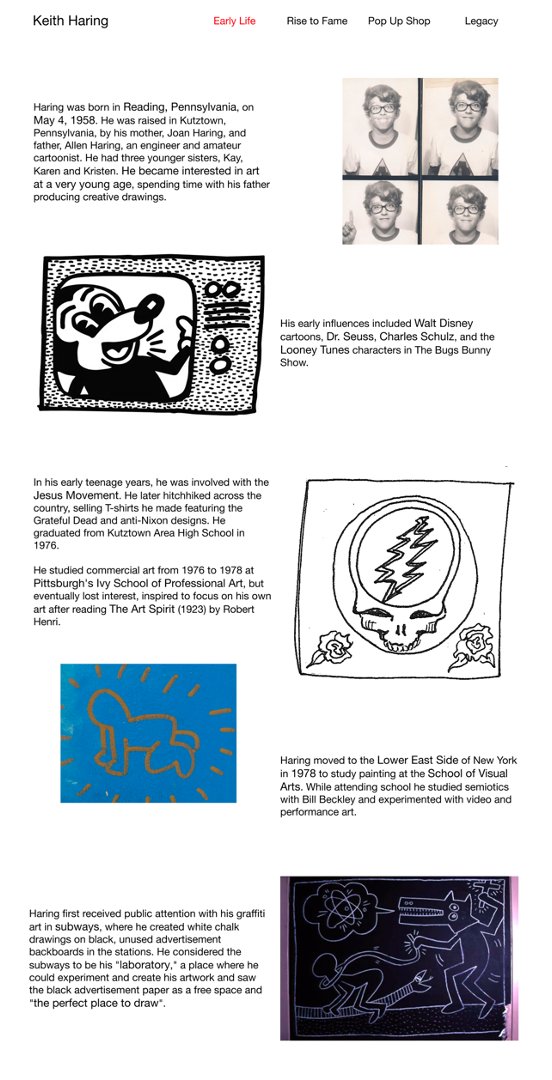 Keith Haring
Early Life
Rise to Fame
Pop Up Shop
Legacy
Haring was born in Reading, Pennsylvania, on
May 4, 1958. He was raised in Kutztown,
Pennsylvania, by his mother, Joan Haring, and
father, Allen Haring, an engineer and amateur
cartoonist. He had three younger sisters, Kay,
Karen and Kristen. He became interested in art
at a very young age, spending time with his father
producing creative drawings.
His early influences included Walt Disney
cartoons, Dr. Seuss, Charles Schulz, and the
Looney Tunes characters in The Bugs Bunny
Show.
In his early teenage years, he was involved with the
Jesus Movement. He later hitchhiked across the
country, selling T-shirts he made featuring the
Grateful Dead and anti-Nixon designs. He
graduated from Kutztown Area High School in
1976.
He studied commercial art from 1976 to 1978 at
Pittsburgh's Ivy School of Professional Art, but
eventually lost interest, inspired to focus on his own
art after reading The Art Spirit (1923) by Robert
Henri.
Haring moved to the Lower East Side of New York
in 1978 to study painting at the School of Visual
Arts. While attending school he studied semiotics
with Bill Beckley and experimented with video and
performance art.
Haring first received public attention with his graffiti
art in subways, where he created white chalk
drawings on black, unused advertisement
backboards in the stations. He considered the
subways to be his "laboratory," a place where he
could experiment and create his artwork and saw
the black advertisement paper as a free space and
"the perfect place to draw".